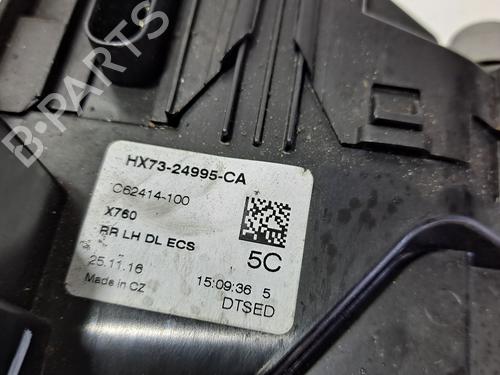 B-PARTS
HX73-24995-CA
C62414-100
X760
RR LH DL ECS
5C
25.11.16
15:09:36 5
Made in CZ
DTSED